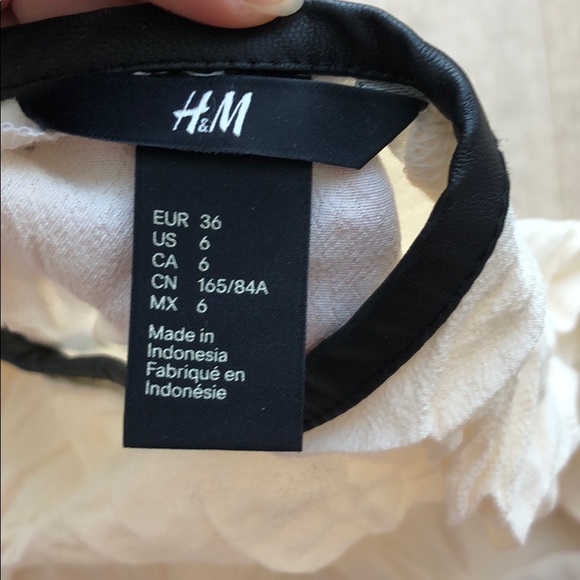 H&M
EUR 36
US 6
CA 6
CN 165/84A
MX 6
Made in
Indonesia
Fabriqué en
Indonésie